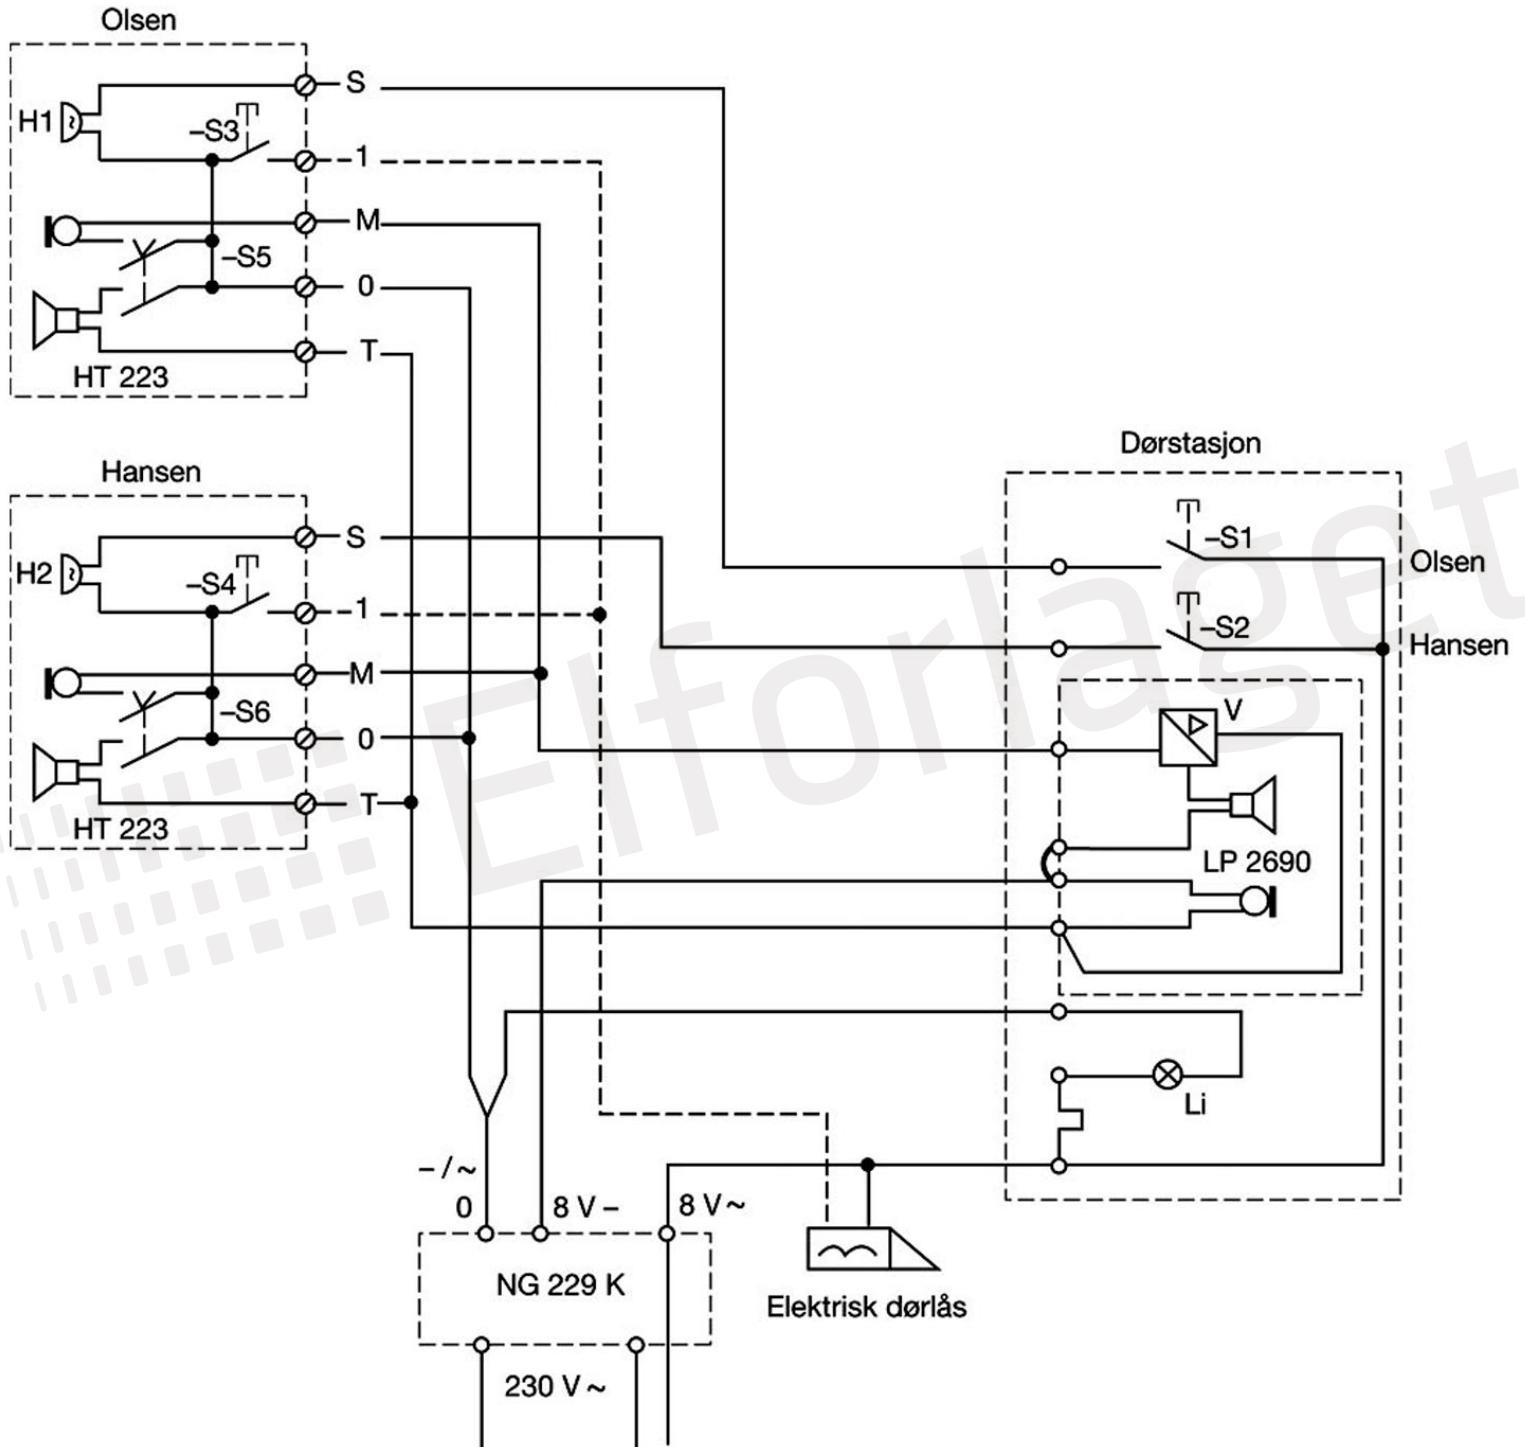 Olsen
S
H1
–S3
1
M
–S5
0
T
HT 223
Hansen
S
H2
–S4
1
M
–S6
0
T
HT 223
Dørstasjon
–S1
Olsen
–S2
Hansen
V
LP 2690
Li
– / ~
0
8 V –
8 V ~
NG 229 K
230 V ~
Elektrisk dørlås
Elforlaget